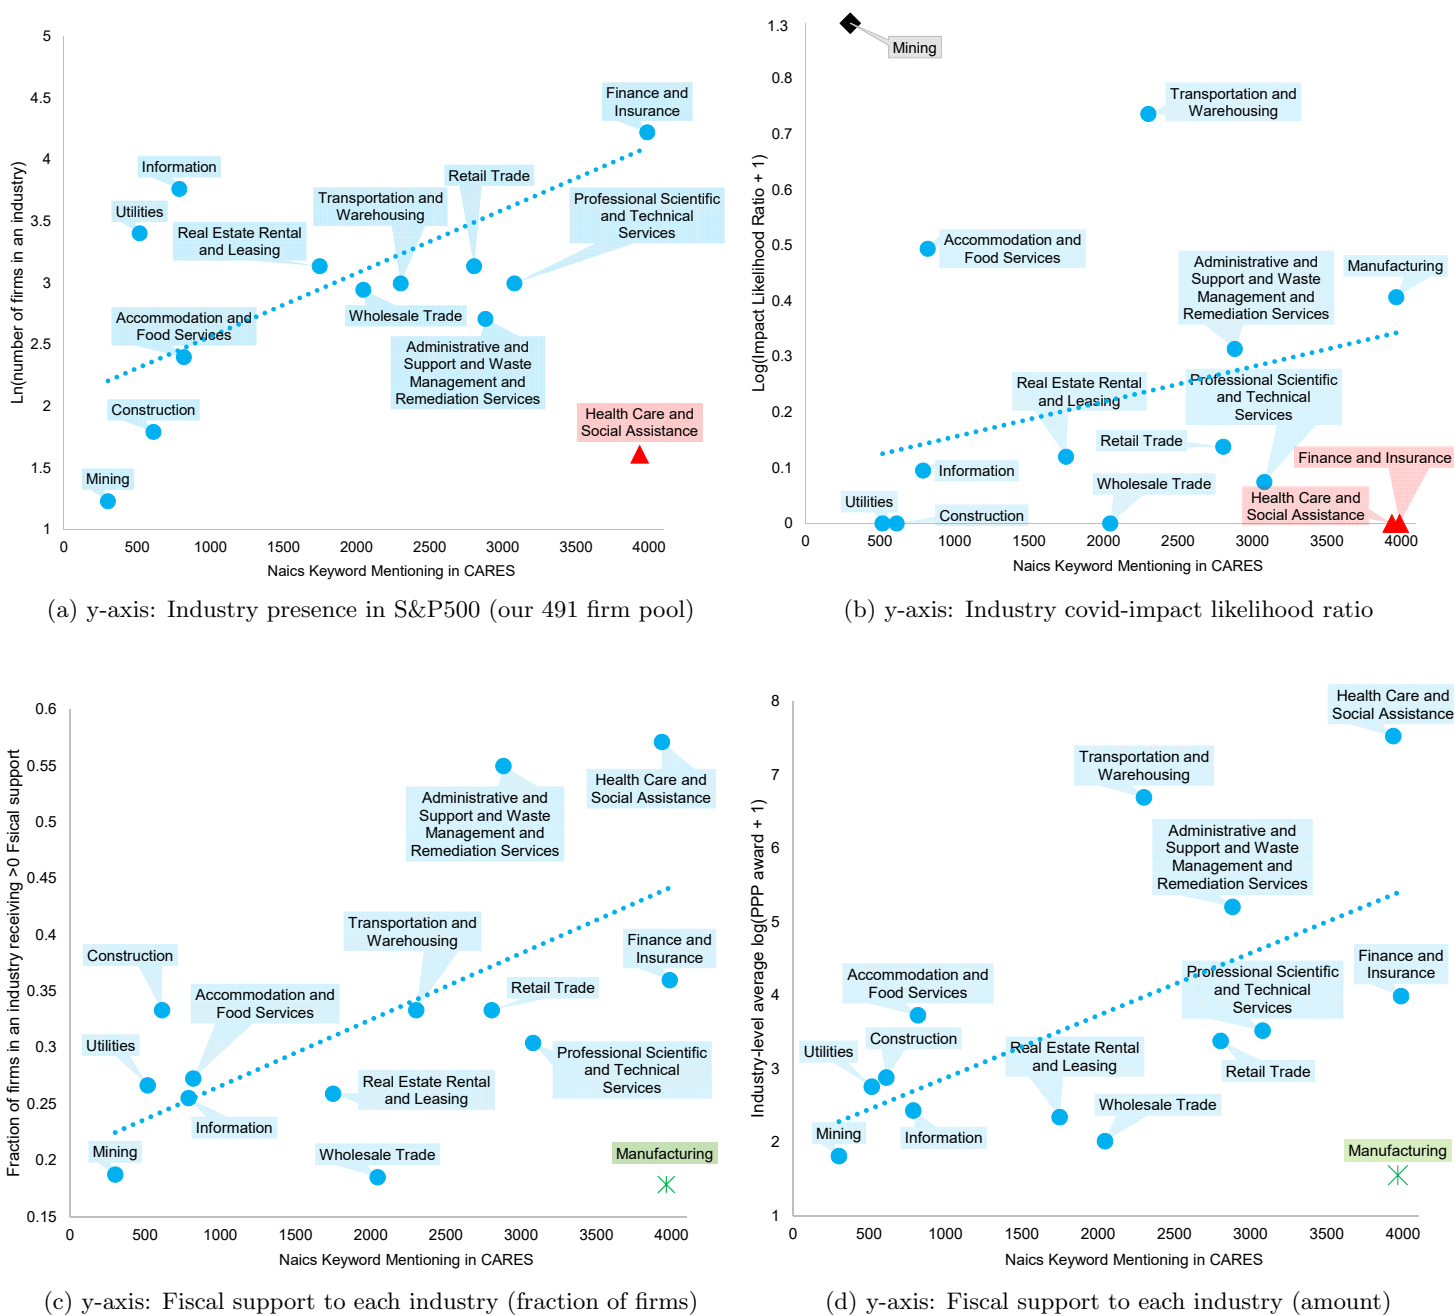 5
4.5
4
3.5
3
2.5
2
1.5
1
Ln(number of firms in an industry)
Finance and
Insurance
Information
Retail Trade
Utilities
Transportation and
Warehousing
Professional Scientific
and Technical
Services
Real Estate Rental
and Leasing
Wholesale Trade
Accommodation and
Food Services
Administrative and
Support and Waste
Management and
Remediation Services
Construction
Health Care and
Social Assistance
Mining
0 500 1000 1500 2000 2500 3000 3500 4000
Naics Keyword Mentioning in CARES
(a) y-axis: Industry presence in S&P500 (our 491 firm pool)
1.3
0.8
0.7
0.6
0.5
0.4
0.3
0.2
0.1
0
Log(Impact Likelihood Ratio + 1)
Mining
Transportation and
Warehousing
Accommodation and
Food Services
Administrative and
Support and Waste
Management and
Remediation Services
Manufacturing
Real Estate Rental
and Leasing
Professional Scientific
and Technical
Services
Retail Trade
Finance and Insurance
Information
Wholesale Trade
Utilities
Construction
Health Care and
Social Assistance
0 500 1000 1500 2000 2500 3000 3500 4000
Naics Keyword Mentioning in CARES
(b) y-axis: Industry covid-impact likelihood ratio
0.6
0.55
0.5
0.45
0.4
0.35
0.3
0.25
0.2
0.15
Fraction of firms in an industry receiving >0 Fsical support
Health Care and
Social Assistance
Administrative and
Support and Waste
Management and
Remediation Services
Transportation and
Warehousing
Finance and
Insurance
Construction
Accommodation and
Food Services
Retail Trade
Utilities
Professional Scientific
and Technical
Services
Real Estate Rental
and Leasing
Information
Mining
Wholesale Trade
Manufacturing
0 500 1000 1500 2000 2500 3000 3500 4000
Naics Keyword Mentioning in CARES
(c) y-axis: Fiscal support to each industry (fraction of firms)
8
7
6
5
4
3
2
1
Industry-level average log(PPP award + 1)
Health Care and
Social Assistance
Transportation and
Warehousing
Administrative and
Support and Waste
Management and
Remediation Services
Finance and
Insurance
Accommodation and
Food Services
Professional Scientific
and Technical
Services
Construction
Utilities
Real Estate Rental
and Leasing
Retail Trade
Wholesale Trade
Mining
Information
Manufacturing
0 500 1000 1500 2000 2500 3000 3500 4000
Naics Keyword Mentioning in CARES
(d) y-axis: Fiscal support to each industry (amount)